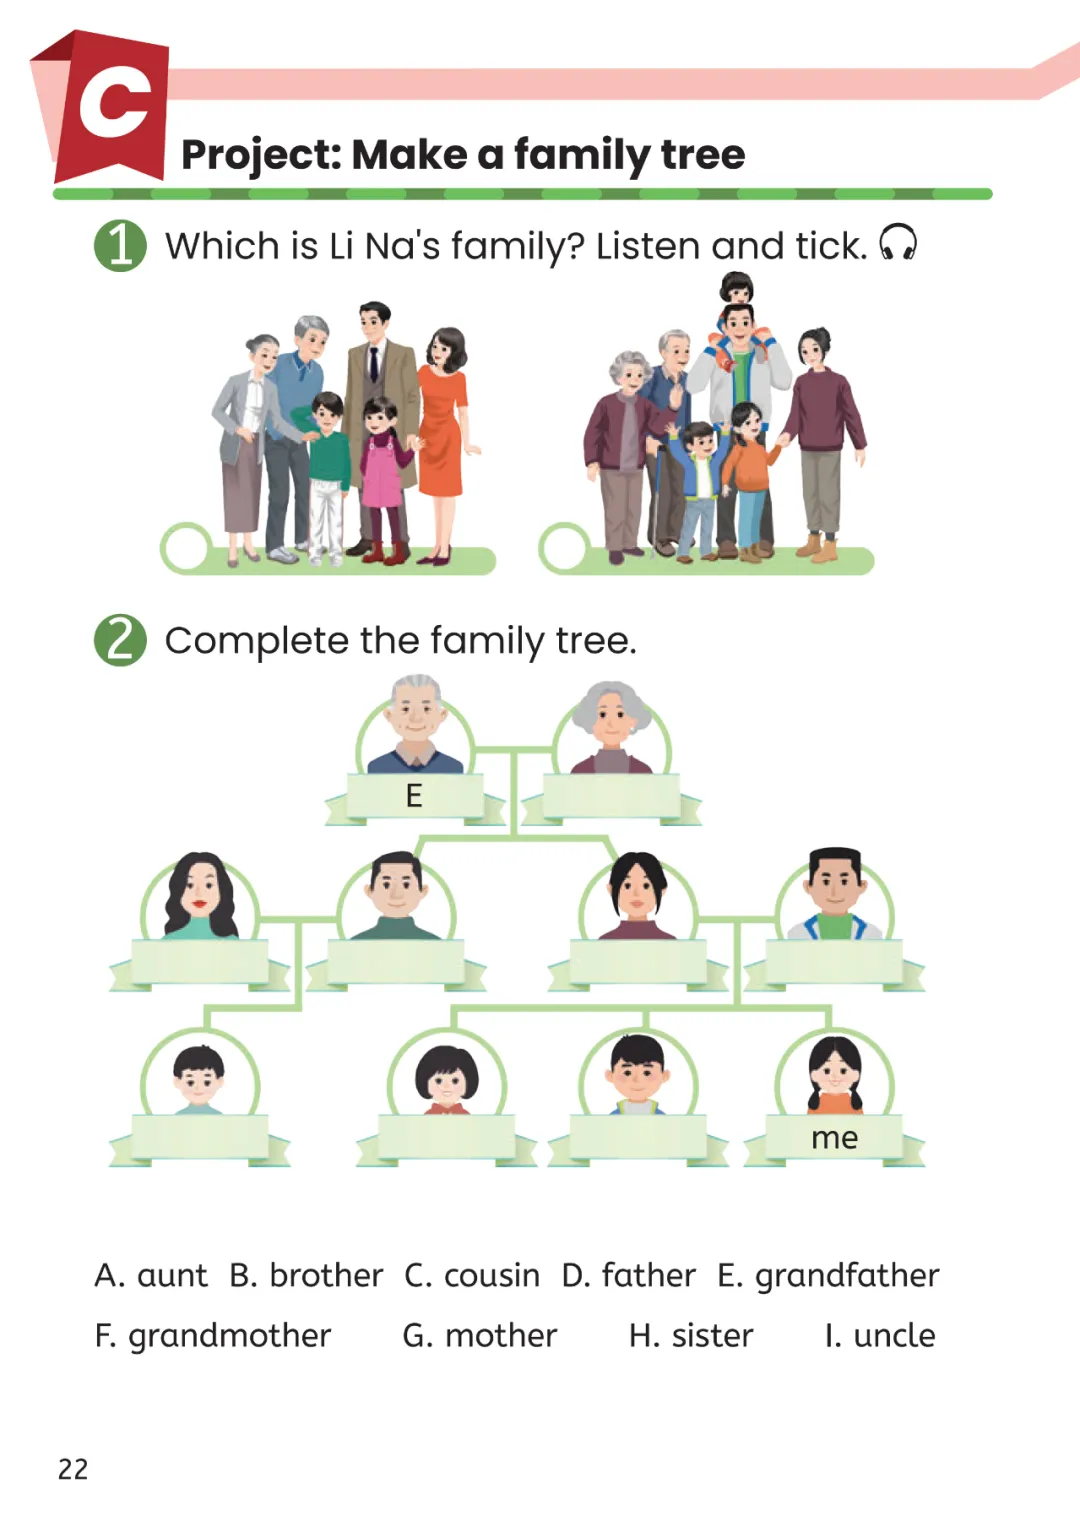 C
Project: Make a family tree
1 Which is Li Na's family? Listen and tick.
2 Complete the family tree.
E
me
A. aunt B. brother C. cousin D. father E. grandfather
F. grandmother G. mother H. sister I. uncle
22